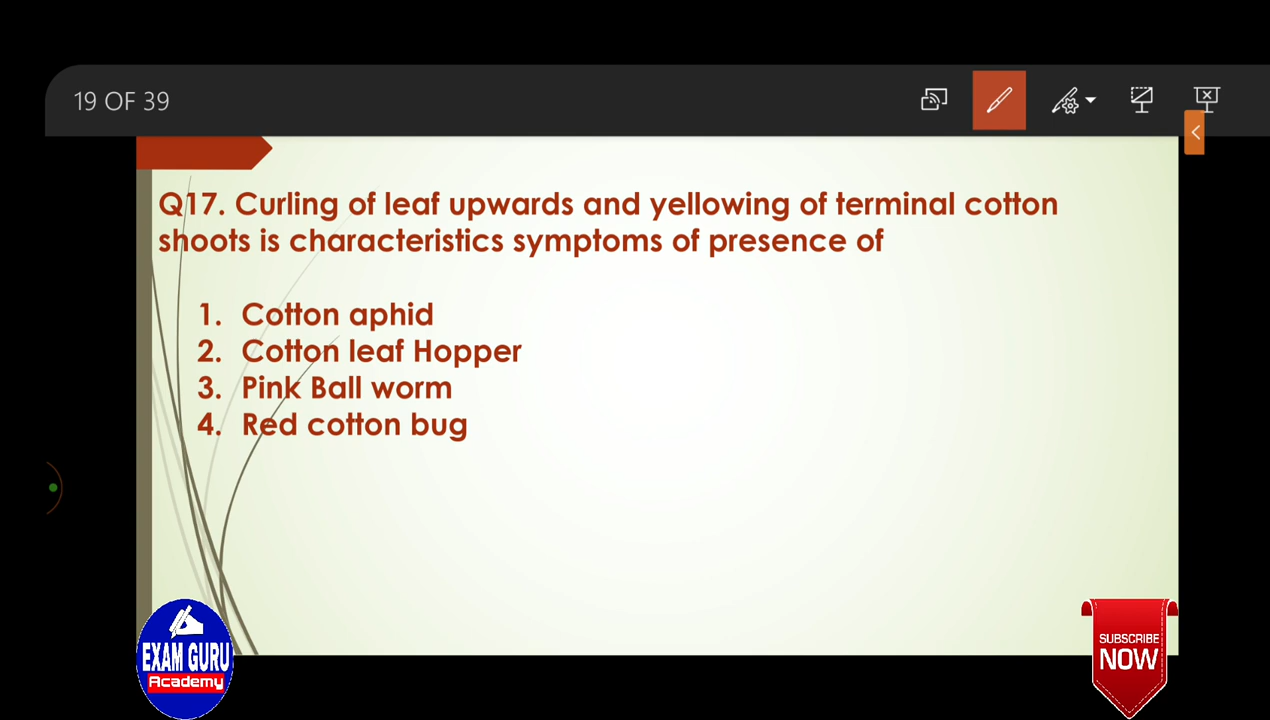 19 OF 39
Q17. Curling of leaf upwards and yellowing of terminal cotton
shoots is characteristics symptoms of presence of
1. Cotton aphid
2. Cotton leaf Hopper
3. Pink Ball worm
4. Red cotton bug
EXAM GURU
Academy
SUBSCRIBE
NOW